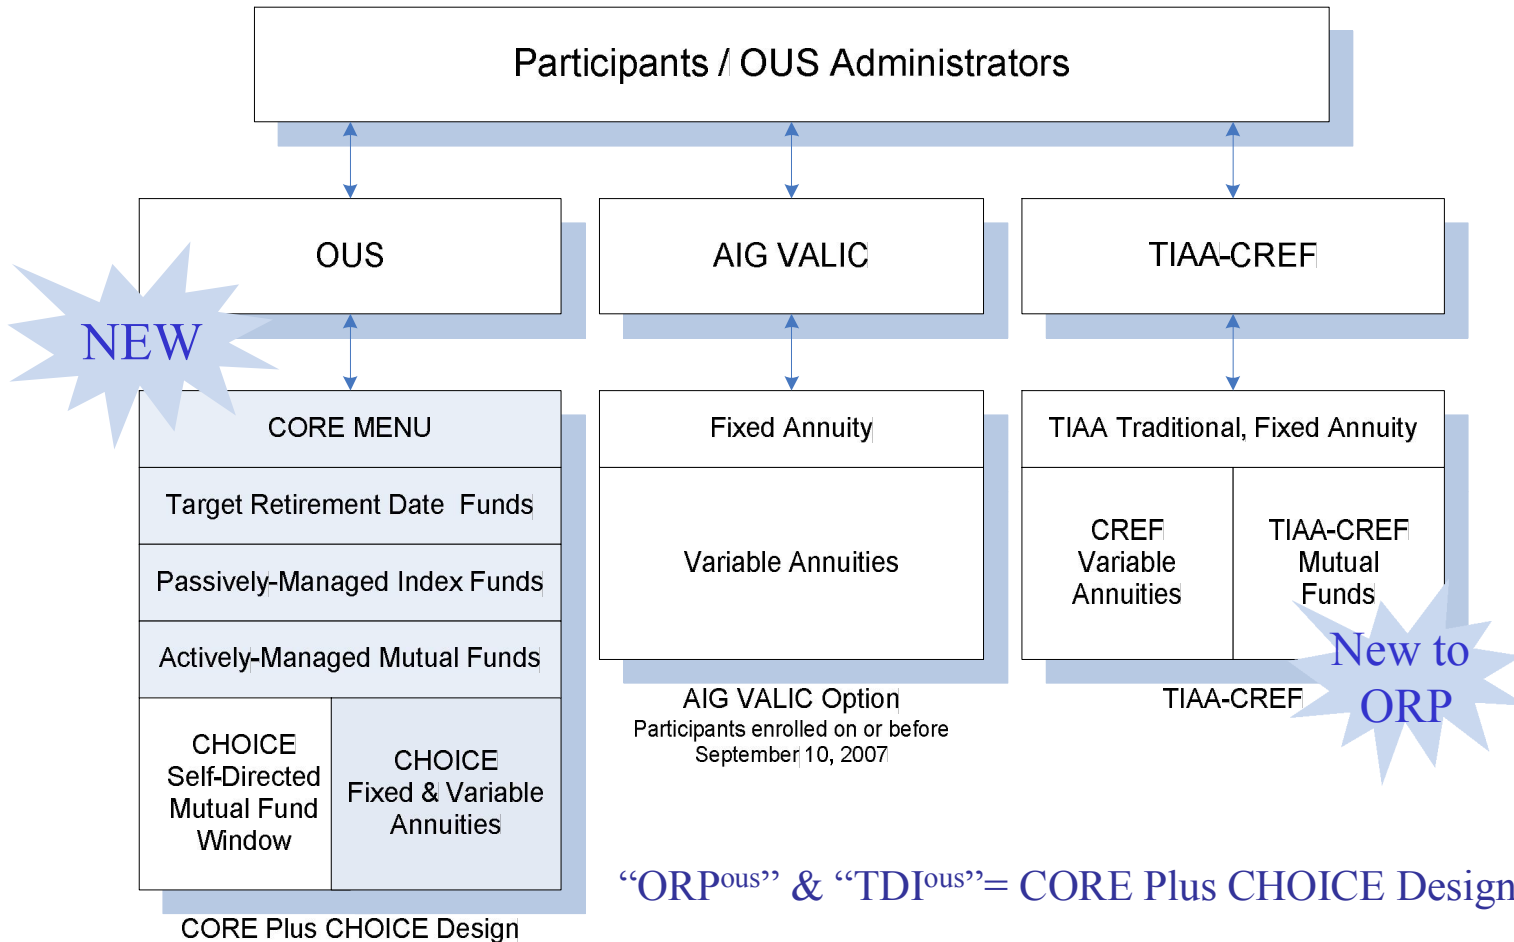 Participants / OUS Administrators
OUS
AIG VALIC
TIAA-CREF
NEW
CORE MENU
Target Retirement Date Funds
Passively-Managed Index Funds
Actively-Managed Mutual Funds
CHOICE
Self-Directed
Mutual Fund
Window
CHOICE
Fixed & Variable
Annuities
CORE Plus CHOICE Design
Fixed Annuity
Variable Annuities
AIG VALIC Option
Participants enrolled on or before
September 10, 2007
TIAA Traditional, Fixed Annuity
CREF
Variable
Annuities
TIAA-CREF
Mutual
Funds
TIAA-CREF
New to
ORP
“ORPous” & “TDIous”= CORE Plus CHOICE Design